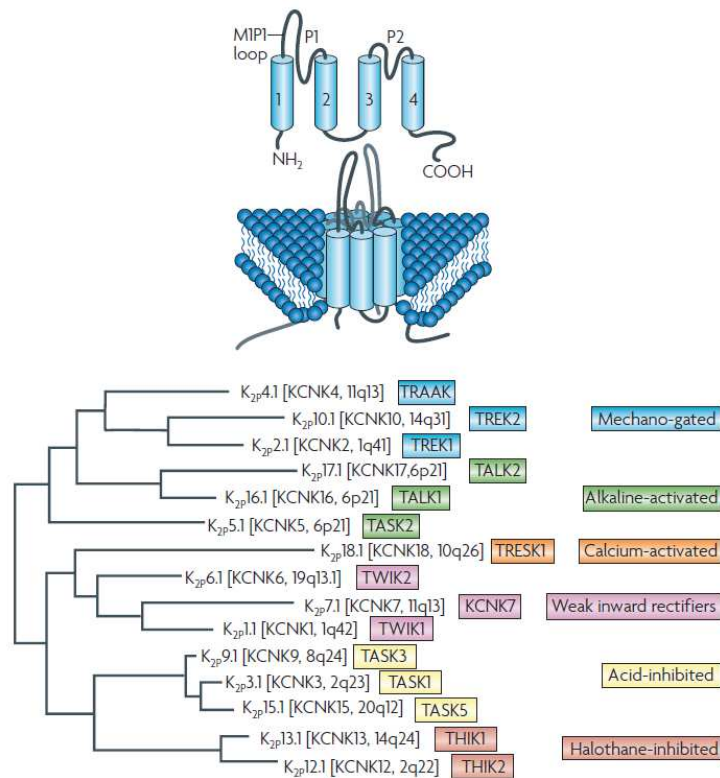 M1P1
loop
P1
P2
1
2
3
4
NH₂
COOH
K₂ₚ4.1 [KCNK4, 11q13] TRAAK
K₂ₚ10.1 [KCNK10, 14q31] TREK2 Mechano-gated
K₂ₚ2.1 [KCNK2, 1q41] TREK1
K₂ₚ17.1 [KCNK17,6p21] TALK2
K₂ₚ16.1 [KCNK16, 6p21] TALK1 Alkaline-activated
K₂ₚ5.1 [KCNK5, 6p21] TASK2
K₂ₚ18.1 [KCNK18, 10q26] TRESK1 Calcium-activated
K₂ₚ6.1 [KCNK6, 19q13.1] TWIK2
K₂ₚ7.1 [KCNK7, 11q13] KCNK7 Weak inward rectifiers
K₂ₚ1.1 [KCNK1, 1q42] TWIK1
K₂ₚ9.1 [KCNK9, 8q24] TASK3
K₂ₚ3.1 [KCNK3, 2q23] TASK1 Acid-inhibited
K₂ₚ15.1 [KCNK15, 20q12] TASK5
K₂ₚ13.1 [KCNK13, 14q24] THIK1 Halothane-inhibited
K₂ₚ12.1 [KCNK12, 2q22] THIK2